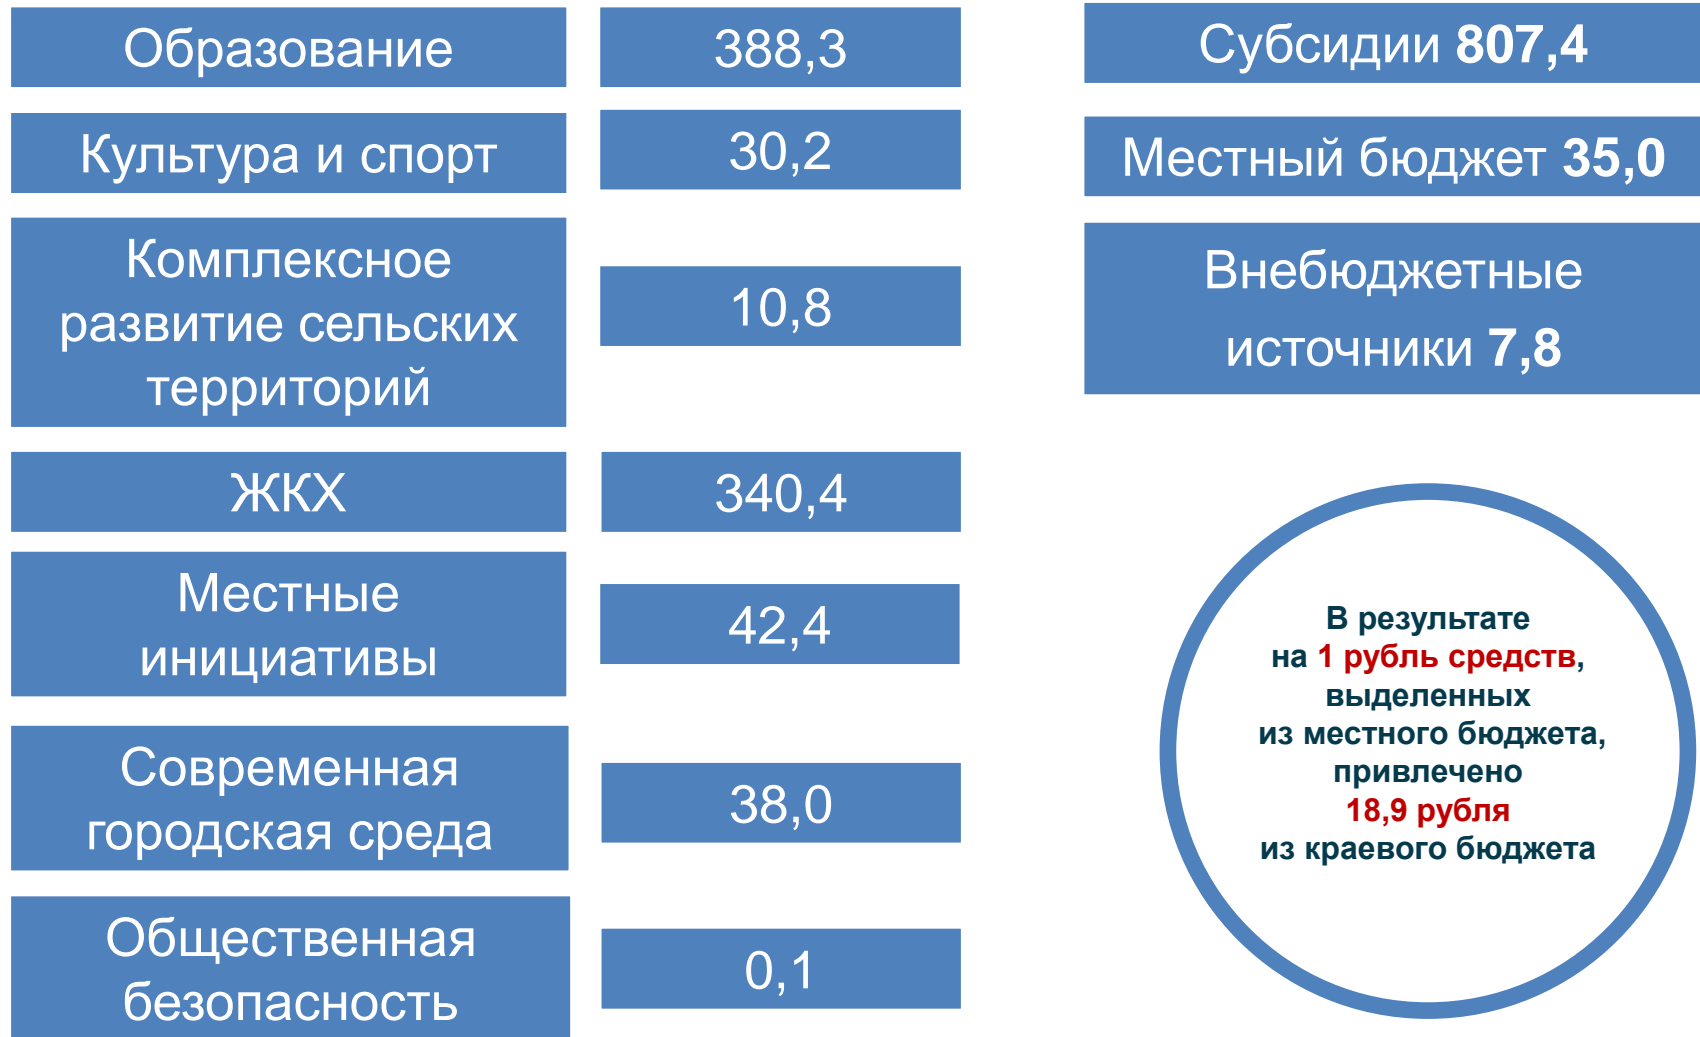 Образование
388,3
Культура и спорт
30,2
Комплексное
развитие сельских
территорий
10,8
ЖКХ
340,4
Местные
инициативы
42,4
Современная
городская среда
38,0
Общественная
безопасность
0,1
Субсидии 807,4
Местный бюджет 35,0
Внебюджетные
источники 7,8
В результате
на 1 рубль средств,
выделенных
из местного бюджета,
привлечено
18,9 рубля
из краевого бюджета